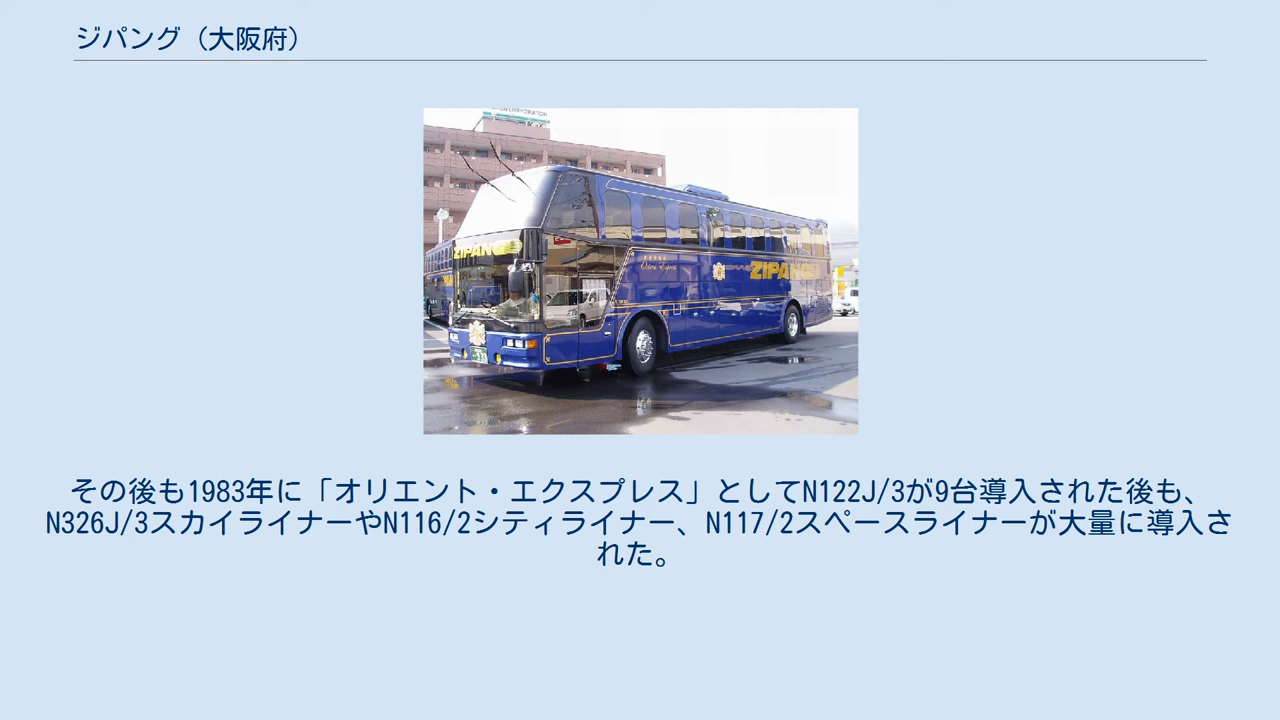 ジパング（大阪府）
ZIPANG
ZIPANG
その後も1983年に「オリエント・エクスプレス」としてN122J/3が9台導入された後も、
N326J/3スカイライナーやN116/2シティライナー、N117/2スペースライナーが大量に導入さ
れた。